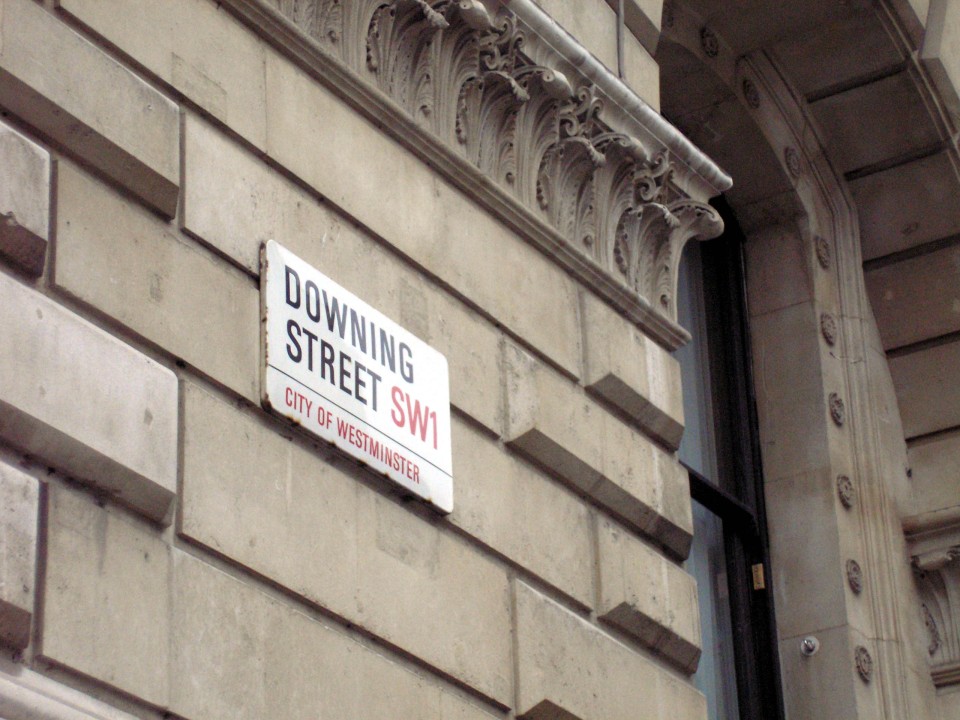 DOWNING
STREET SW1
CITY OF WESTMINSTER